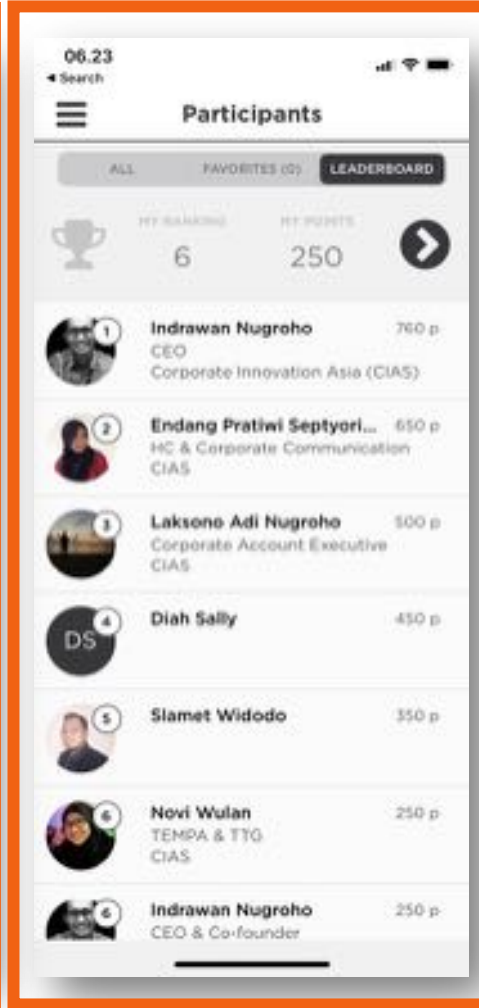 06.23
◂ Search
Participants
ALL FAVORITES (0) LEADERBOARD
MY RANKING MY POINTS
6 250
1 Indrawan Nugroho 760 p
CEO
Corporate Innovation Asia (CIAS)
2 Endang Pratiwi Septyori... 650 p
HC & Corporate Communication
CIAS
3 Laksono Adi Nugroho 500 p
Corporate Account Executive
CIAS
DS 4 Diah Sally 450 p
5 Slamet Widodo 350 p
6 Novi Wulan 250 p
TEMPA & TTG
CIAS
6 Indrawan Nugroho 250 p
CEO & Co-founder